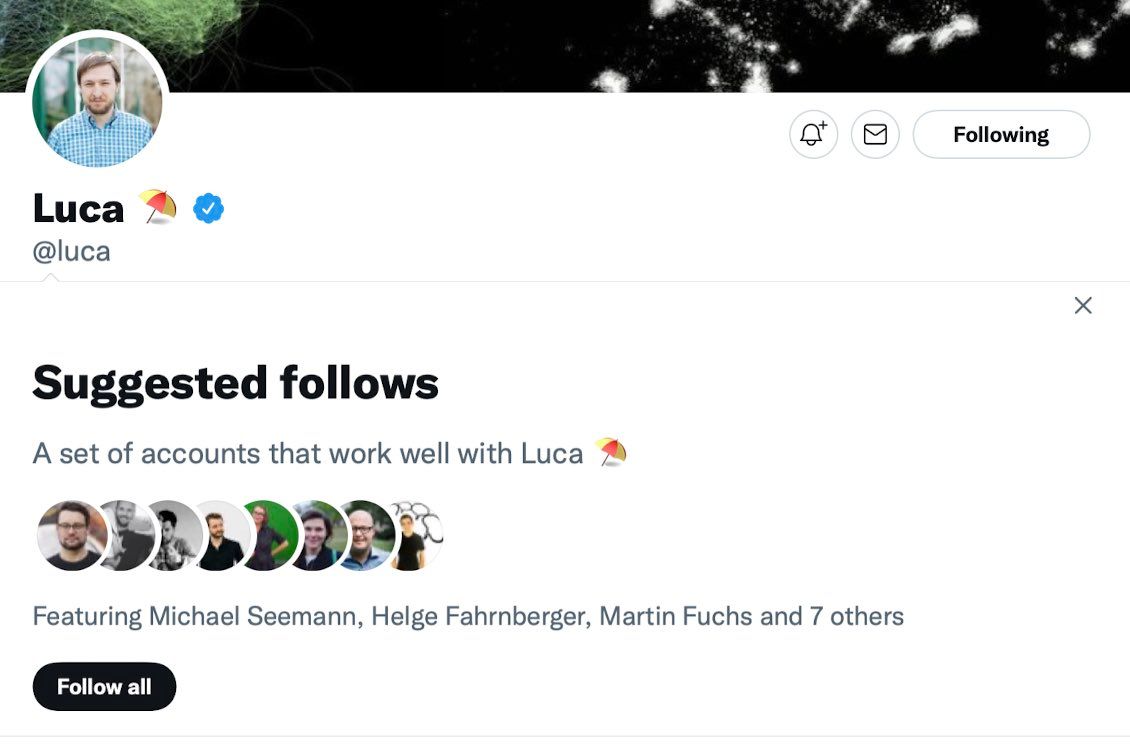 Following
Luca ⛱️
@luca
Suggested follows
A set of accounts that work well with Luca ⛱️
Featuring Michael Seemann, Helge Fahrnberger, Martin Fuchs and 7 others
Follow all